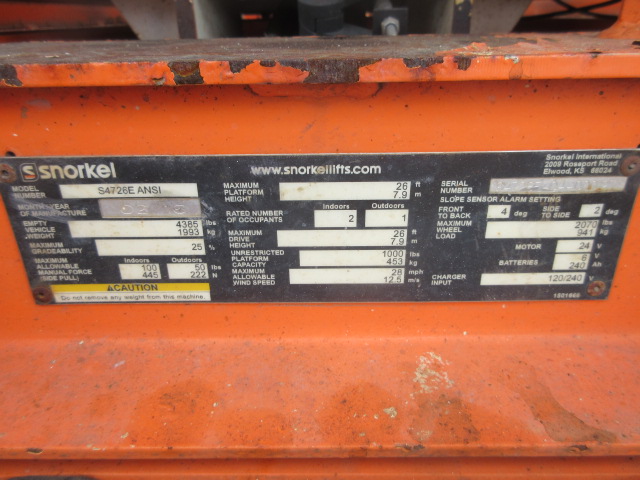 snorkel
www.snorkellifts.com
Snorkel International
2009 Roseport Road
Elwood, KS 66024
MODEL NUMBER S4726E ANSI
MONTH/YEAR OF MANUFACTURE
EMPTY VEHICLE WEIGHT 4385 lbs 1993 kg
MAXIMUM GRADEABILITY 25 %
MAXIMUM ALLOWABLE MANUAL FORCE (SIDE PULL)
Indoors Outdoors
100 50 lbs
445 222 N
CAUTION
Do not remove any weight from this machine
MAXIMUM PLATFORM HEIGHT 26 ft 7.9 m
Indoors Outdoors
RATED NUMBER OF OCCUPANTS 2 1
MAXIMUM DRIVE HEIGHT 26 ft 7.9 m
UNRESTRICTED PLATFORM CAPACITY 1000 lbs 453 kg
MAXIMUM ALLOWABLE WIND SPEED 28 mph 12.5 m/s
SERIAL NUMBER
SLOPE SENSOR ALARM SETTING
FRONT TO BACK 4 deg SIDE TO SIDE 2 deg
MAXIMUM WHEEL LOAD 2070 lbs 941 kg
MOTOR 24 V
BATTERIES 6 V 240 Ah
CHARGER INPUT 120/240 V